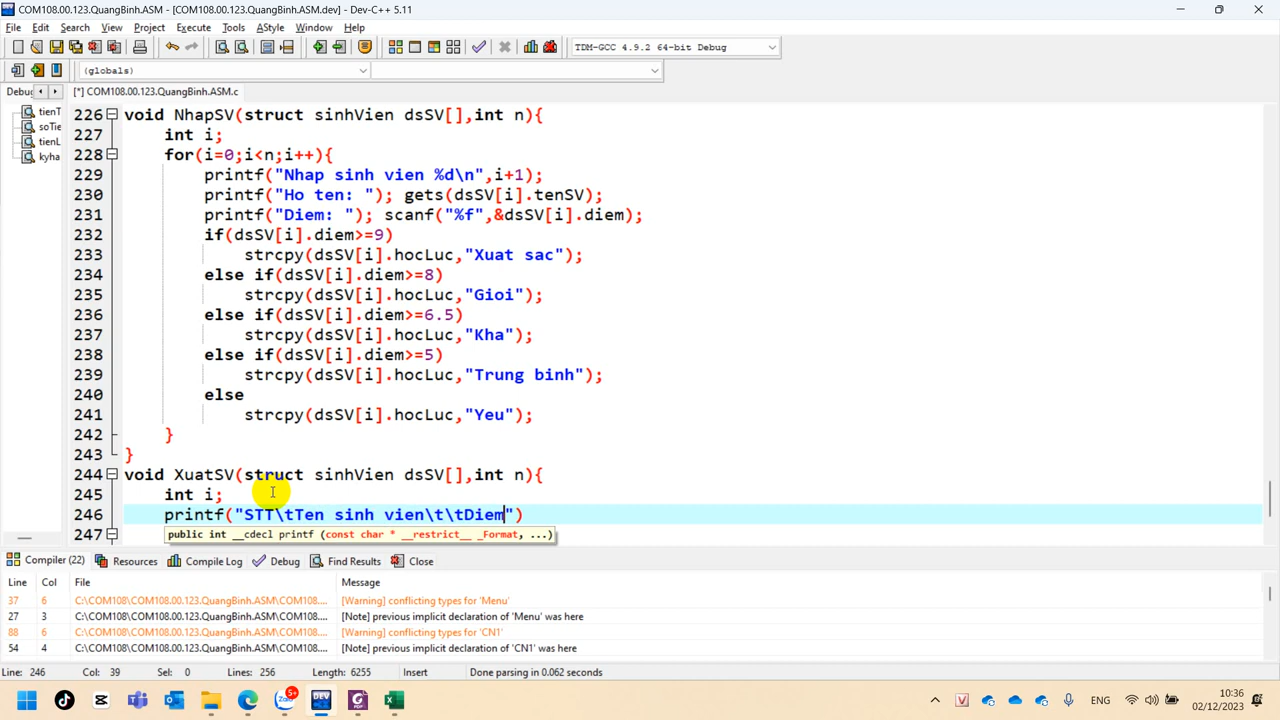 COM108.00.123.QuangBinh.ASM - [COM108.00.123.QuangBinh.ASM.dev] - Dev-C++ 5.11
File Edit Search View Project Execute Tools AStyle Window Help
TDM-GCC 4.9.2 64-bit Debug
(globals)
Debug
[*] COM108.00.123.QuangBinh.ASM.c
tienT
soTie
tienL
kyha
226 void NhapSV(struct sinhVien dsSV[],int n){
227 int i;
228 for(i=0;i<n;i++){
229 printf("Nhap sinh vien %d\n",i+1);
230 printf("Ho ten: "); gets(dsSV[i].tenSV);
231 printf("Diem: "); scanf("%f",&dsSV[i].diem);
232 if(dsSV[i].diem>=9)
233 strcpy(dsSV[i].hocLuc,"Xuat sac");
234 else if(dsSV[i].diem>=8)
235 strcpy(dsSV[i].hocLuc,"Gioi");
236 else if(dsSV[i].diem>=6.5)
237 strcpy(dsSV[i].hocLuc,"Kha");
238 else if(dsSV[i].diem>=5)
239 strcpy(dsSV[i].hocLuc,"Trung binh");
240 else
241 strcpy(dsSV[i].hocLuc,"Yeu");
242 }
243 }
244 void XuatSV(struct sinhVien dsSV[],int n){
245 int i;
246 printf("STT\tTen sinh vien\t\tDiem")
247 public int __cdecl printf (const char * __restrict__ _Format, ...)
Compiler (22) Resources Compile Log Debug Find Results Close
Line Col File Message
37 6 C:\COM108\COM108.00.123.QuangBinh.ASM\COM108.... [Warning] conflicting types for 'Menu'
27 3 C:\COM108\COM108.00.123.QuangBinh.ASM\COM108.... [Note] previous implicit declaration of 'Menu' was here
88 6 C:\COM108\COM108.00.123.QuangBinh.ASM\COM108.... [Warning] conflicting types for 'CN1'
54 4 C:\COM108\COM108.00.123.QuangBinh.ASM\COM108.... [Note] previous implicit declaration of 'CN1' was here
Line: 246 Col: 39 Sel: 0 Lines: 256 Length: 6255 Insert Done parsing in 0.062 seconds
5+ Zalo DEV PDF V ENG 10:36
02/12/2023